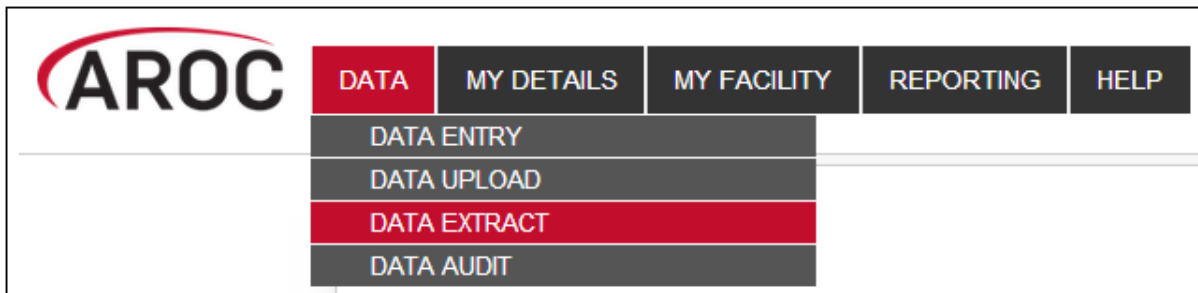 AROC DATA MY DETAILS MY FACILITY REPORTING HELP
DATA ENTRY
DATA UPLOAD
DATA EXTRACT
DATA AUDIT